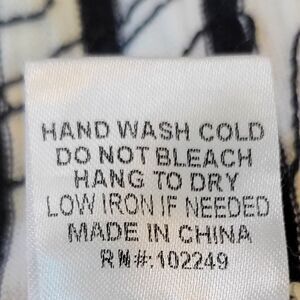 HAND WASH COLD
DO NOT BLEACH
HANG TO DRY
LOW IRON IF NEEDED
MADE IN CHINA
RN#:102249